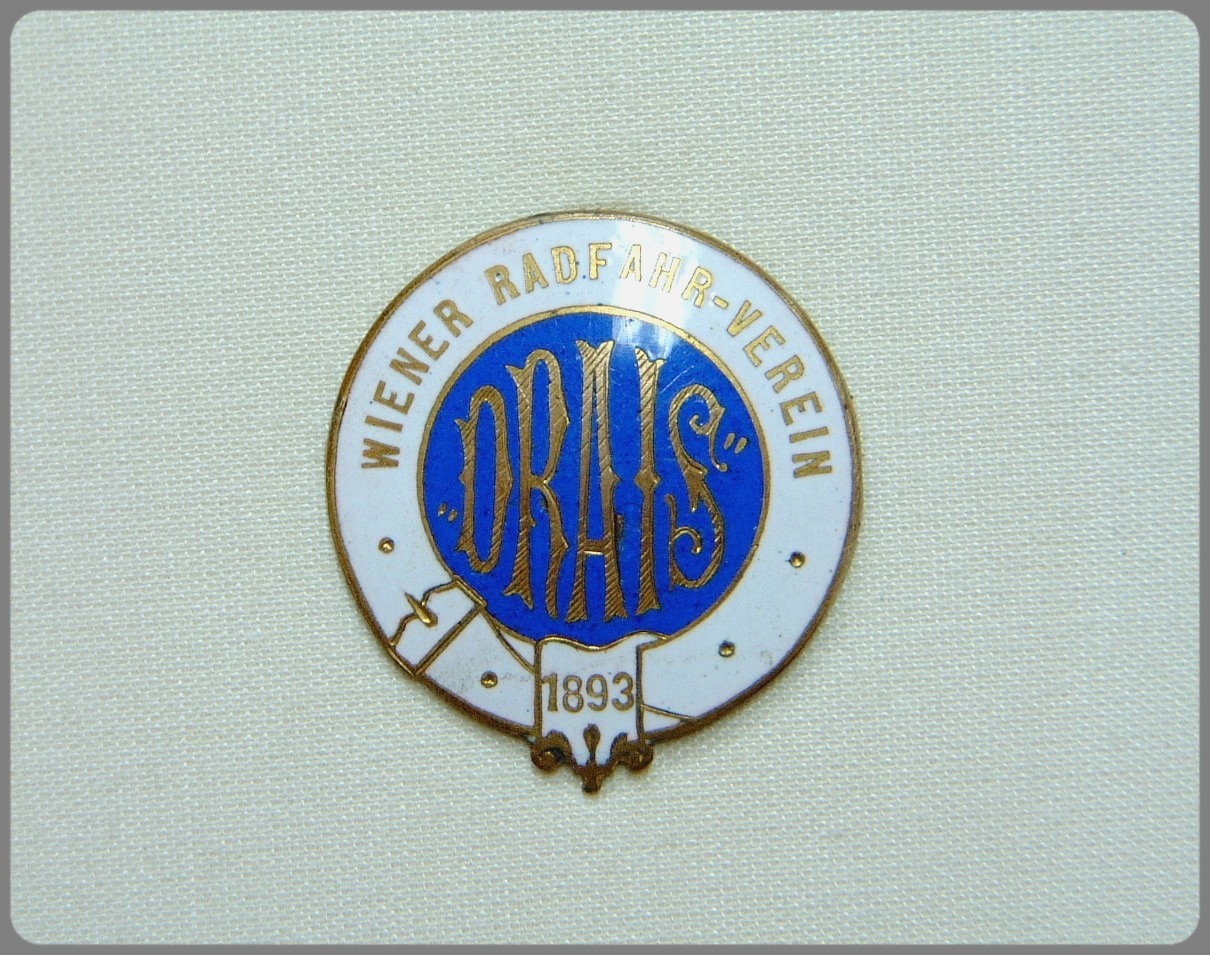 WIENER RADFAHR-VEREIN
„DRAIS"
1893